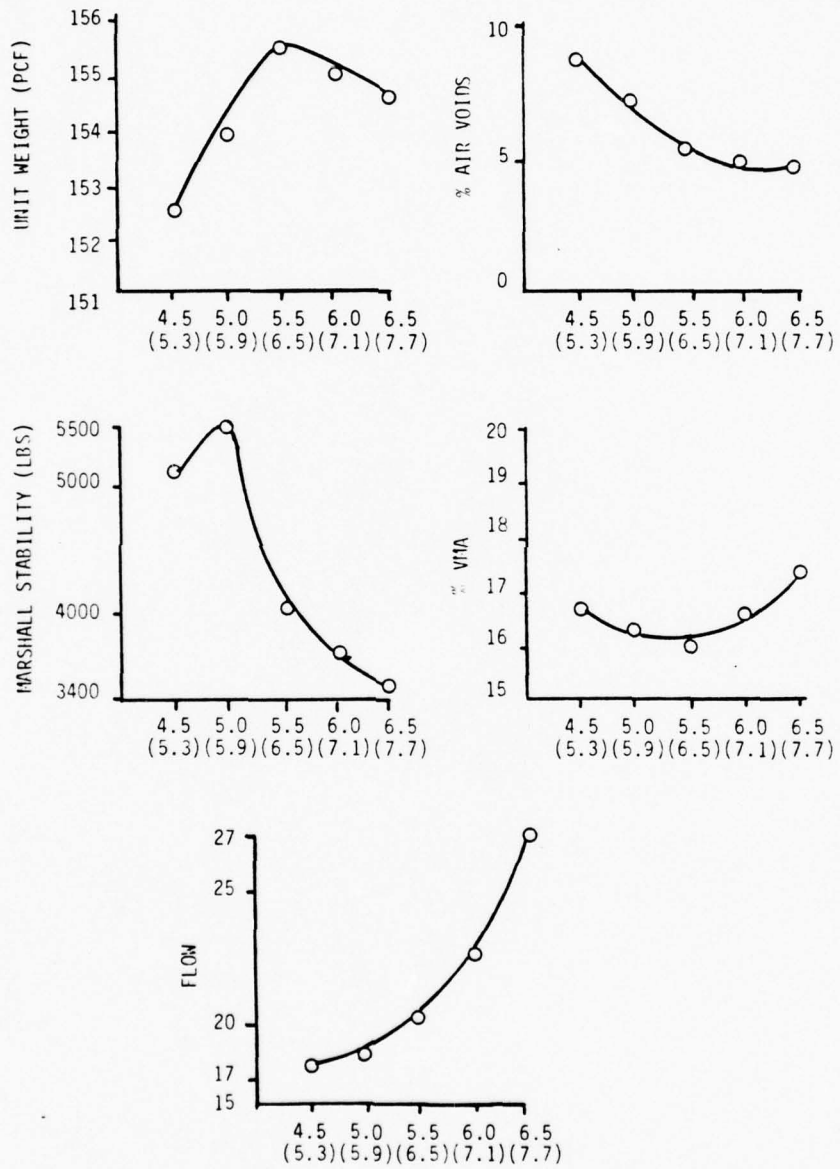 UNIT WEIGHT (PCF)
156
155
154
153
152
151
4.5 5.0 5.5 6.0 6.5
(5.3)(5.9)(6.5)(7.1)(7.7)
% AIR VOIDS
10
5
0
4.5 5.0 5.5 6.0 6.5
(5.3)(5.9)(6.5)(7.1)(7.7)
MARSHALL STABILITY (LBS)
5500
5000
4000
3400
4.5 5.0 5.5 6.0 6.5
(5.3)(5.9)(6.5)(7.1)(7.7)
% VMA
20
19
18
17
16
15
4.5 5.0 5.5 6.0 6.5
(5.3)(5.9)(6.5)(7.1)(7.7)
FLOW
27
25
20
17
15
4.5 5.0 5.5 6.0 6.5
(5.3)(5.9)(6.5)(7.1)(7.7)